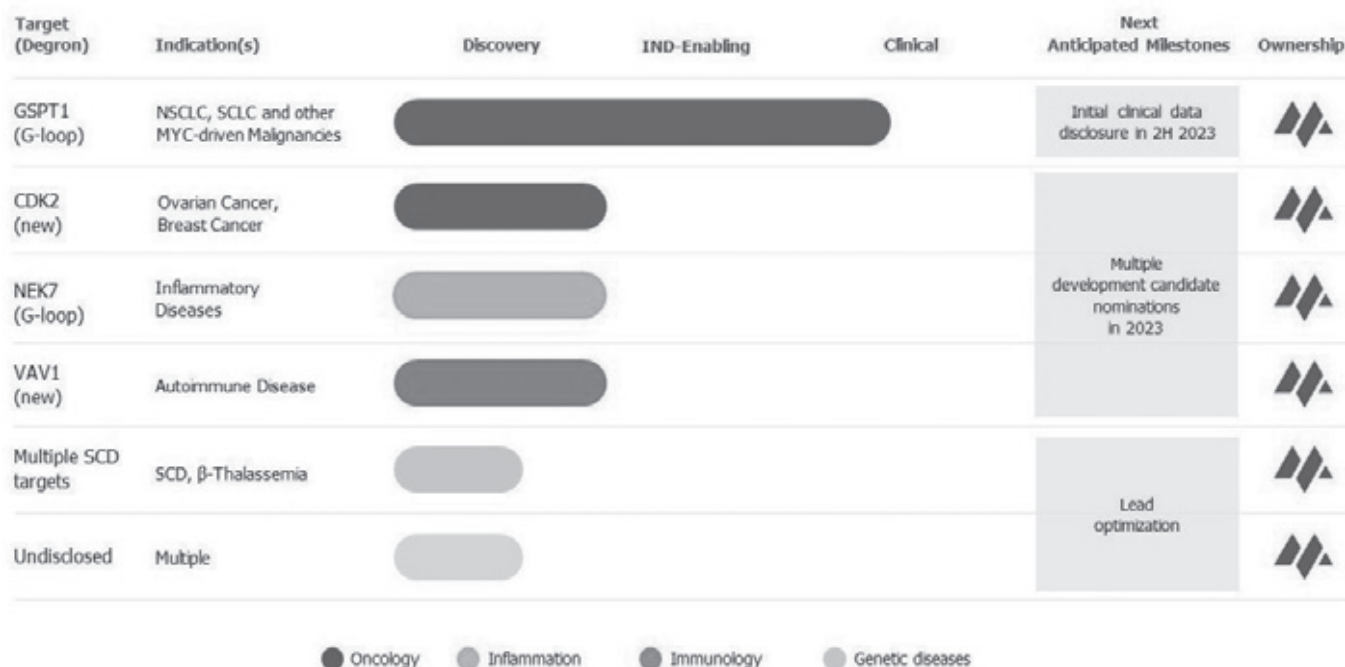 Target
(Degron)
Indication(s)
Discovery
IND-Enabling
Clinical
Next
Anticipated Milestones
Ownership
GSPT1
(G-loop)
NSCLC, SCLC and other
MYC-driven Malignancies
Initial clinical data
disclosure in 2H 2023
CDK2
(new)
Ovarian Cancer,
Breast Cancer
NEK7
(G-loop)
Inflammatory
Diseases
Multiple
development candidate
nominations
in 2023
VAV1
(new)
Autoimmune Disease
Multiple SCD
targets
SCD, β-Thalassemia
Lead
optimization
Undisclosed
Multiple
Oncology
Inflammation
Immunology
Genetic diseases